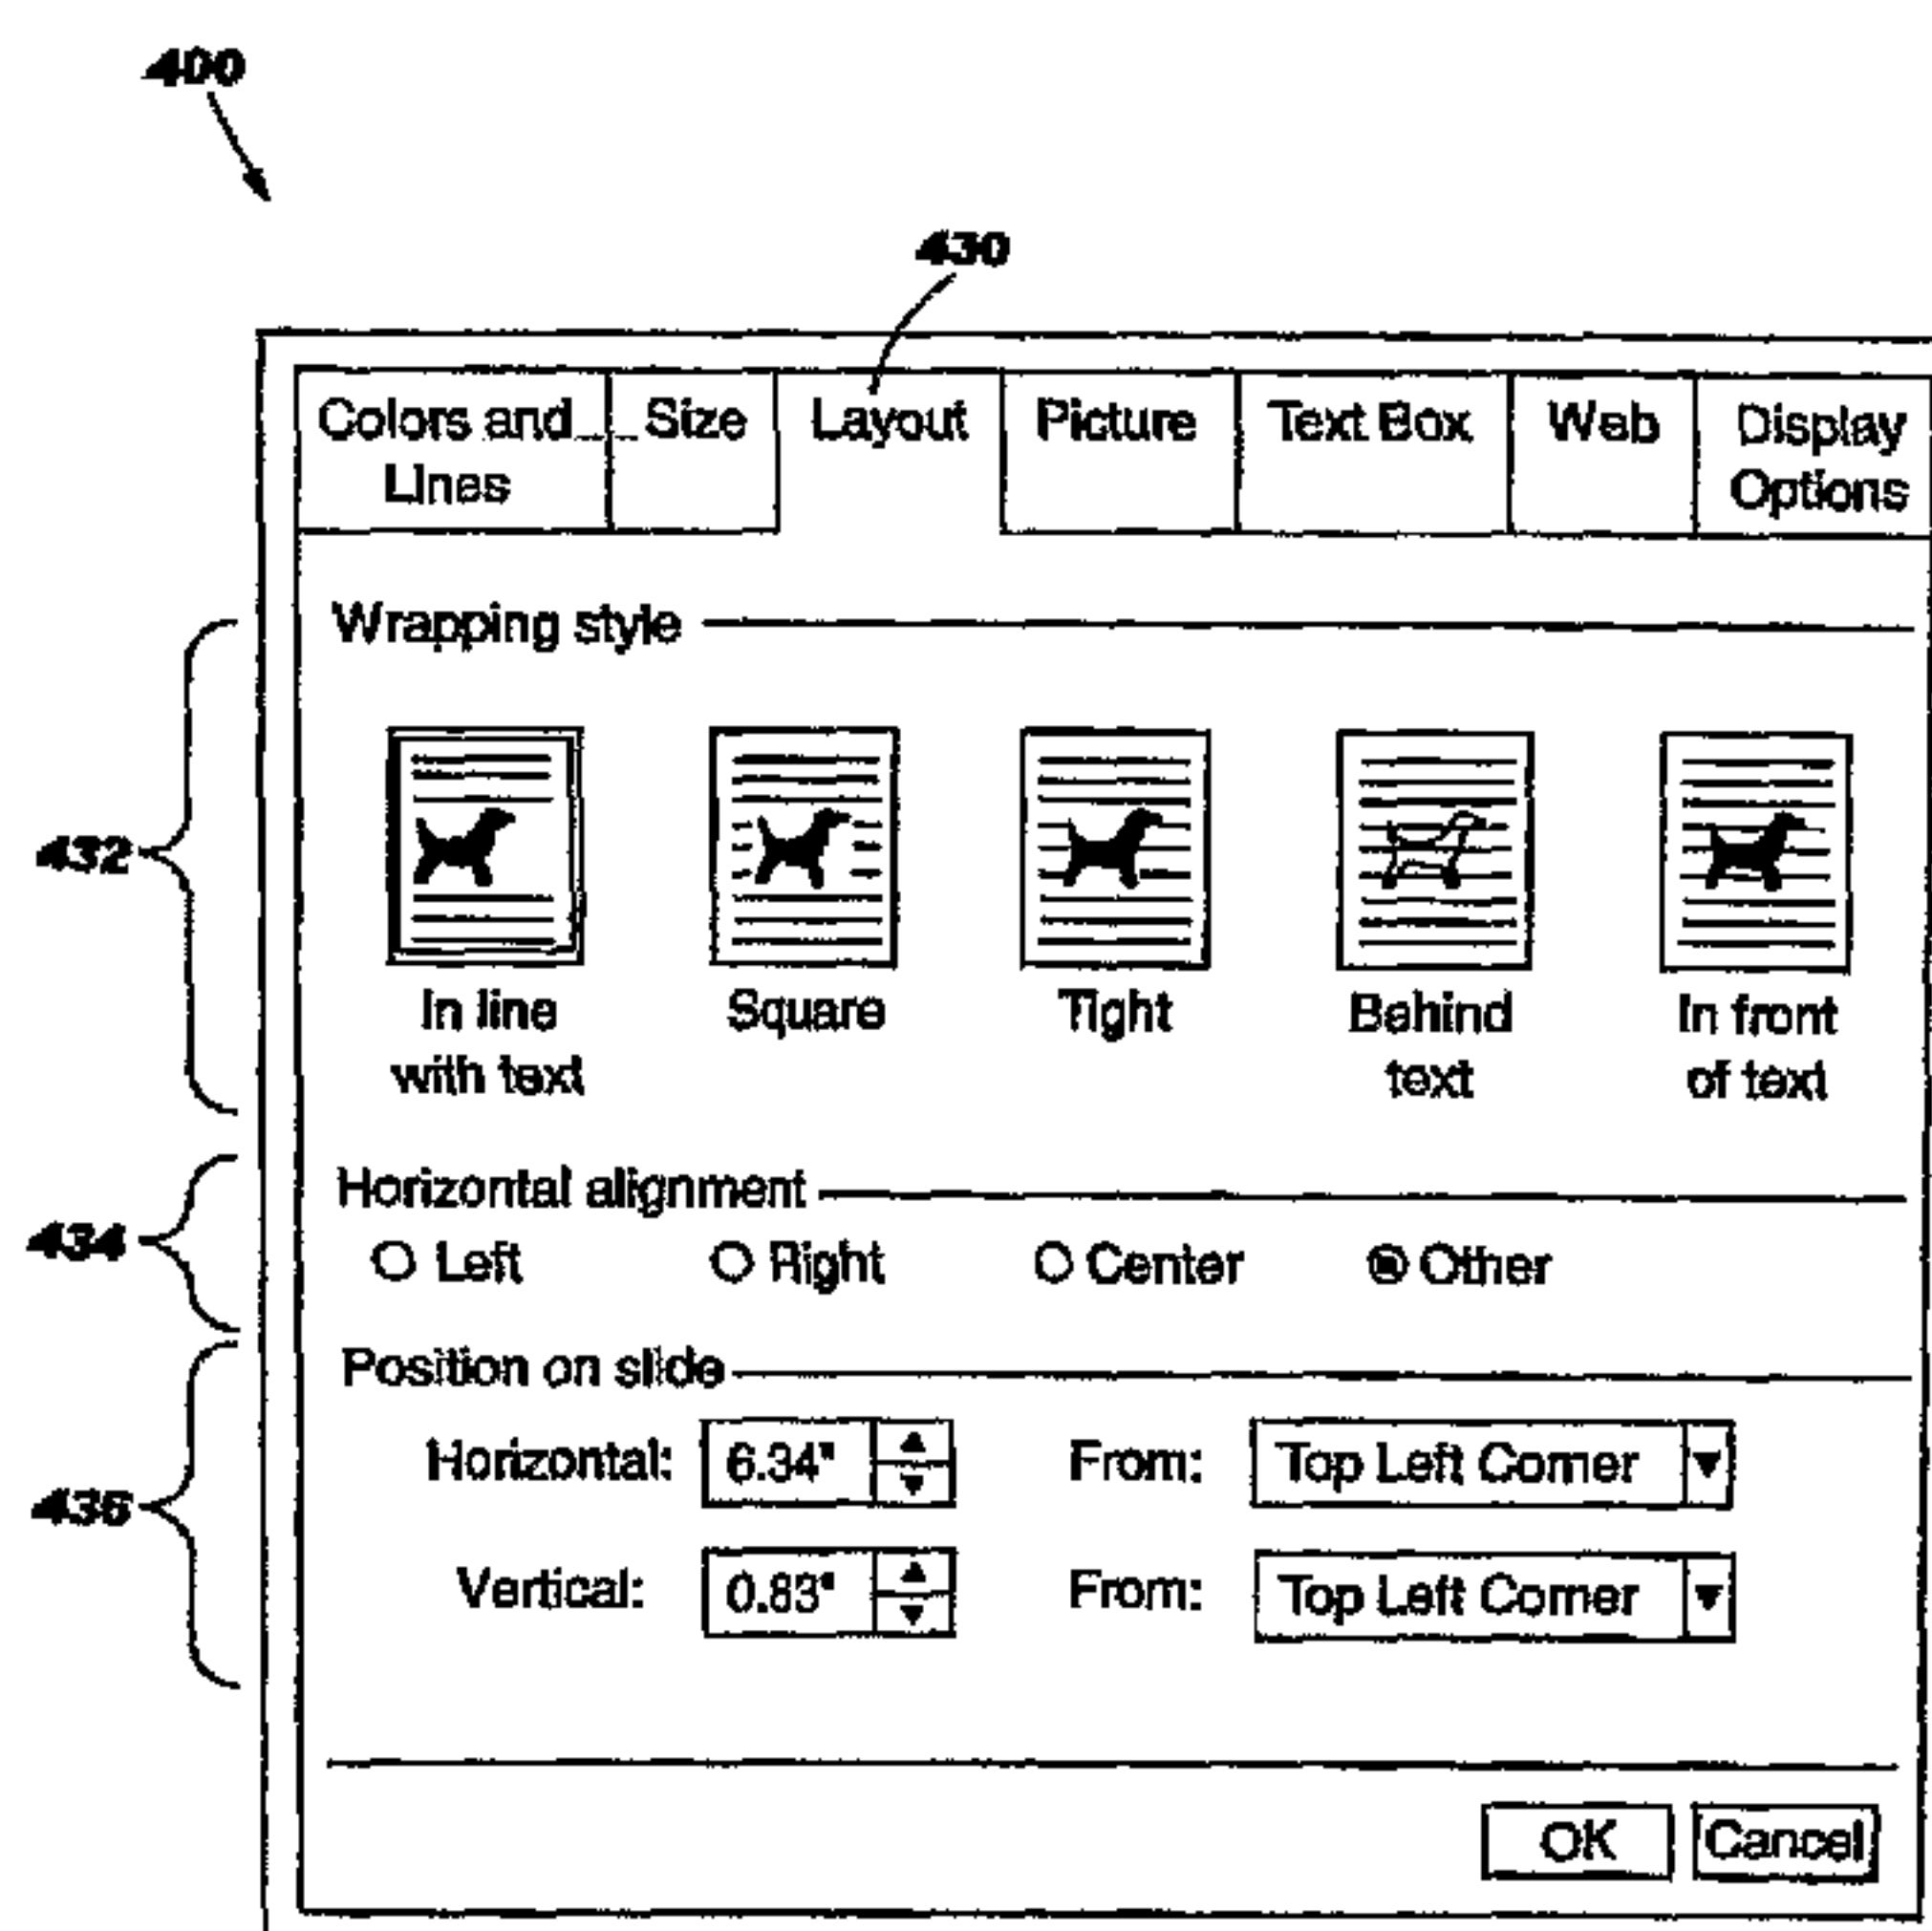 400
430
Colors and Size Layout Picture Text Box Web Display
Lines Options
Wrapping style
432
In line Square Tight Behind In front
with text text of text
Horizontal alignment
434
Left Right Center Other
Position on slide
Horizontal: 6.34" From: Top Left Corner
436
Vertical: 0.83" From: Top Left Corner
OK Cancel